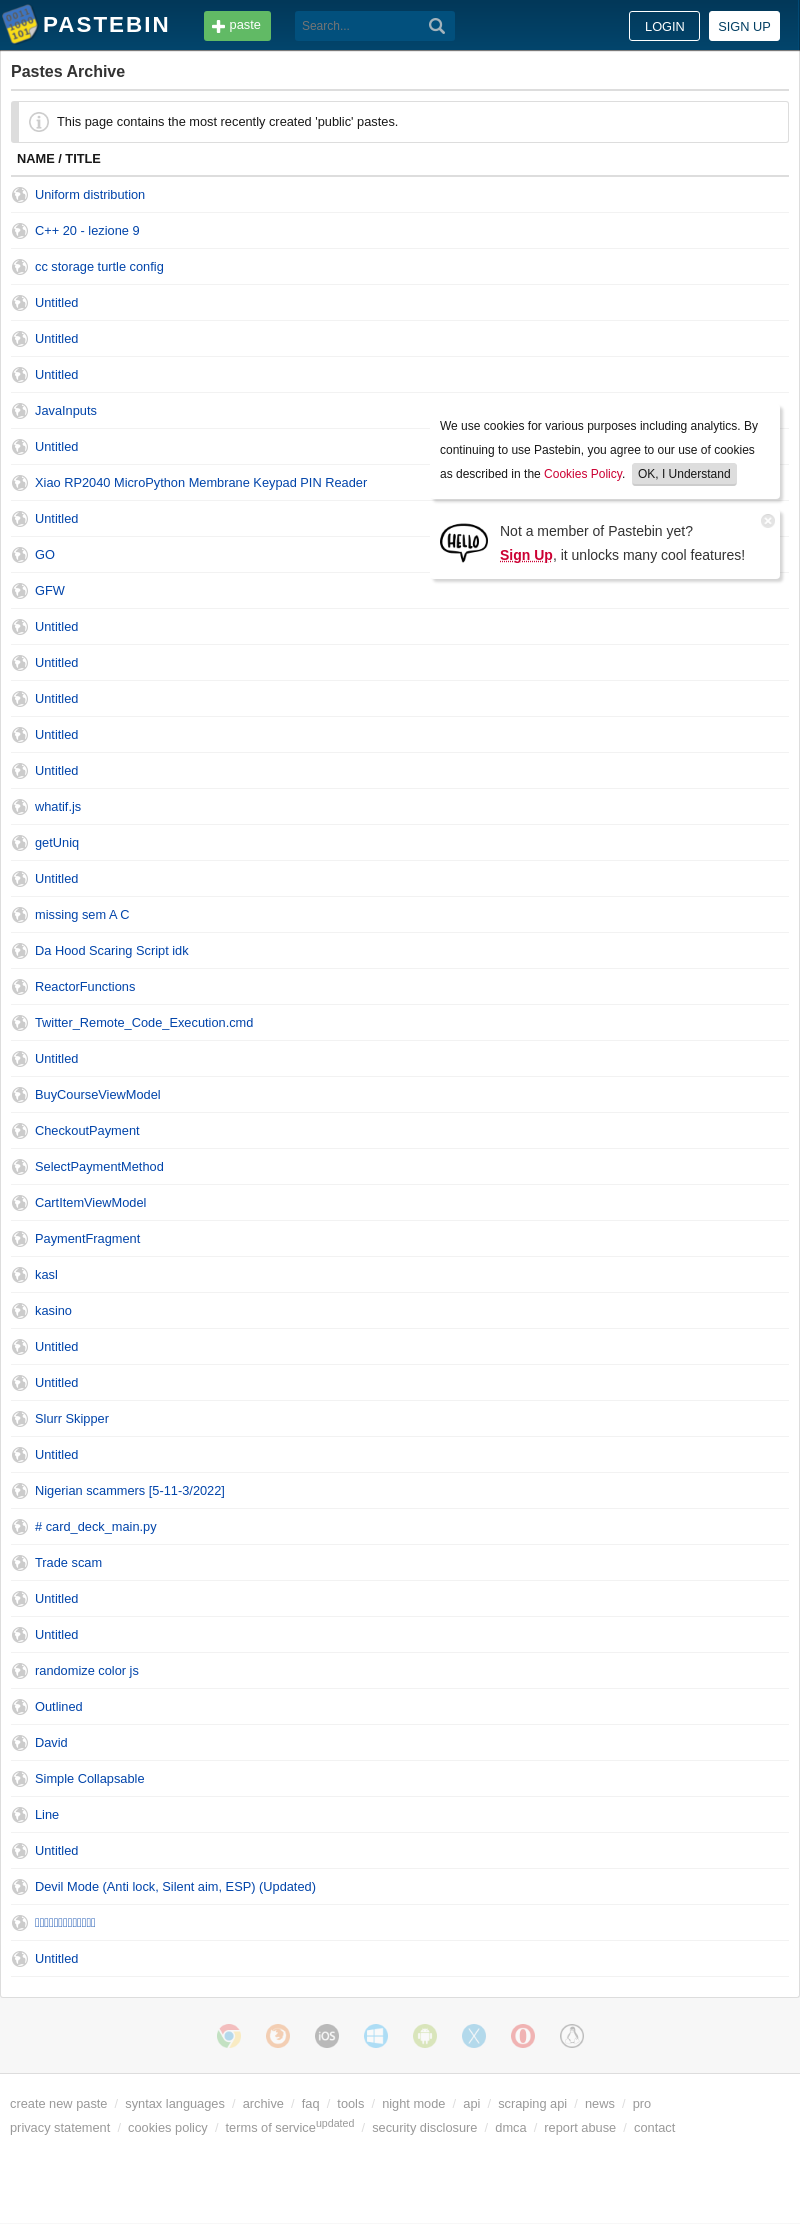 PASTEBIN
paste
Search...
LOGIN
SIGN UP
Pastes Archive
This page contains the most recently created 'public' pastes.
NAME / TITLE
Uniform distribution
C++ 20 - lezione 9
cc storage turtle config
Untitled
Untitled
Untitled
JavaInputs
Untitled
Xiao RP2040 MicroPython Membrane Keypad PIN Reader
Untitled
GO
GFW
We use cookies for various purposes including analytics. By
continuing to use Pastebin, you agree to our use of cookies
as described in the Cookies Policy. OK, I Understand
HELLO
Not a member of Pastebin yet?
Sign Up, it unlocks many cool features!
Untitled
Untitled
Untitled
Untitled
Untitled
whatif.js
getUniq
Untitled
missing sem A C
Da Hood Scaring Script idk
ReactorFunctions
Twitter_Remote_Code_Execution.cmd
Untitled
BuyCourseViewModel
CheckoutPayment
SelectPaymentMethod
CartItemViewModel
PaymentFragment
kasl
kasino
Untitled
Untitled
Slurr Skipper
Untitled
Nigerian scammers [5-11-3/2022]
# card_deck_main.py
Trade scam
Untitled
Untitled
randomize color js
Outlined
David
Simple Collapsable
Line
Untitled
Devil Mode (Anti lock, Silent aim, ESP) (Updated)
Untitled
iOS
create new paste / syntax languages / archive / faq / tools / night mode / api / scraping api / news / pro
privacy statement / cookies policy / terms of service updated / security disclosure / dmca / report abuse / contact